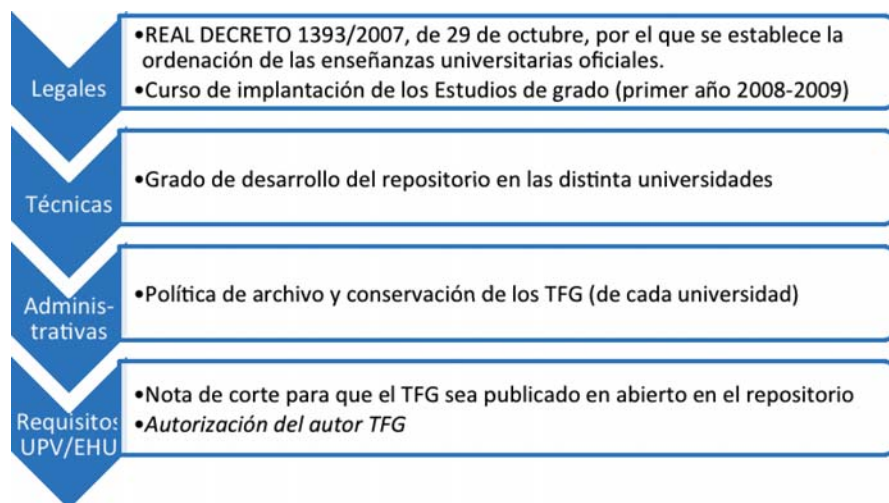 Legales
•REAL DECRETO 1393/2007, de 29 de octubre, por el que se establece la
ordenación de las enseñanzas universitarias oficiales.
•Curso de implantación de los Estudios de grado (primer año 2008-2009)
Técnicas
•Grado de desarrollo del repositorio en las distinta universidades
Adminis-
trativas
•Política de archivo y conservación de los TFG (de cada universidad)
Requisitos
UPV/EHU
•Nota de corte para que el TFG sea publicado en abierto en el repositorio
•Autorización del autor TFG